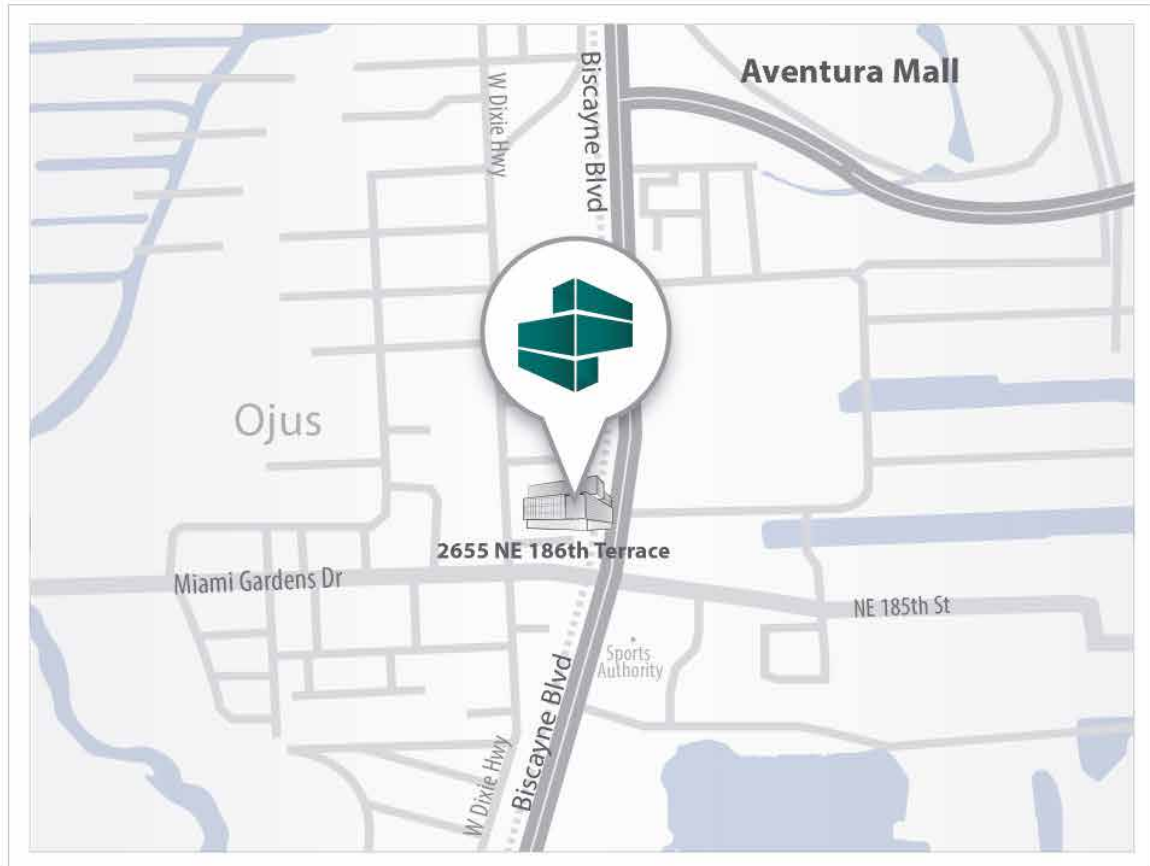 Aventura Mall
Biscayne Blvd
W Dixie Hwy
Ojus
2655 NE 186th Terrace
Miami Gardens Dr
NE 185th St
Sports
Authority
Biscayne Blvd
W Dixie Hwy